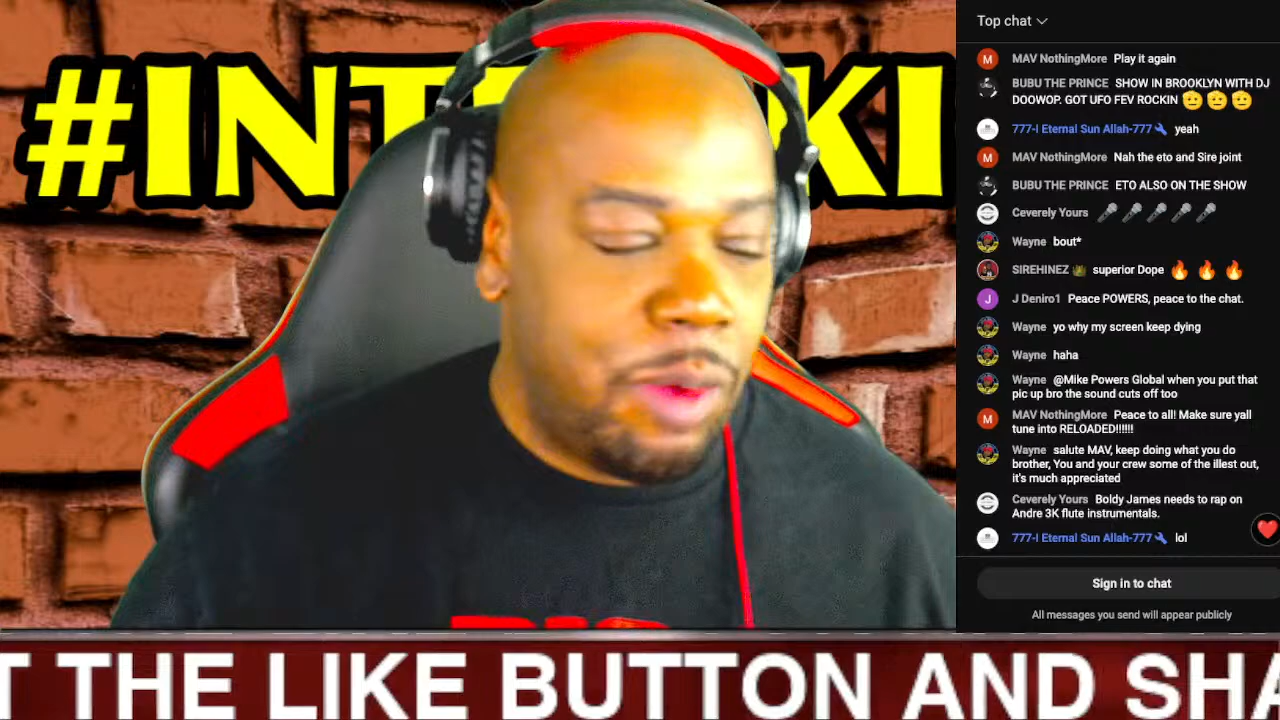 #INT KI
Top chat
MAV NothingMore Play it again
BUBU THE PRINCE SHOW IN BROOKLYN WITH DJ
DOOWOP. GOT UFO FEV ROCKIN
777-I Eternal Sun Allah-777 yeah
MAV NothingMore Nah the eto and Sire joint
BUBU THE PRINCE ETO ALSO ON THE SHOW
Ceverely Yours
Wayne bout*
SIREHINEZ superior Dope
J Deniro1 Peace POWERS, peace to the chat.
Wayne yo why my screen keep dying
Wayne haha
Wayne @Mike Powers Global when you put that
pic up bro the sound cuts off too
MAV NothingMore Peace to all! Make sure yall
tune into RELOADED!!!!!!
Wayne salute MAV, keep doing what you do
brother, You and your crew some of the illest out,
it's much appreciated
Ceverely Yours Boldy James needs to rap on
Andre 3K flute instrumentals.
777-I Eternal Sun Allah-777 lol
Sign in to chat
All messages you send will appear publicly
T THE LIKE BUTTON AND SHA